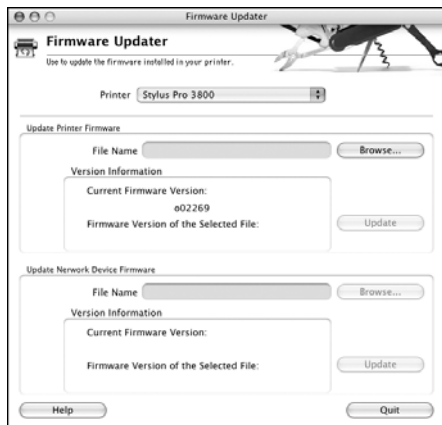 Firmware Updater
Firmware Updater
Use to update the firmware installed in your printer.
Printer Stylus Pro 3800
Update Printer Firmware
File Name Browse...
Version Information
Current Firmware Version:
o02269
Firmware Version of the Selected File: Update
Update Nerwork Device Firmware
File Name Browse...
Version Information
Current Firmware Version:
Firmware Version of the Selected File: Update
Help Quit